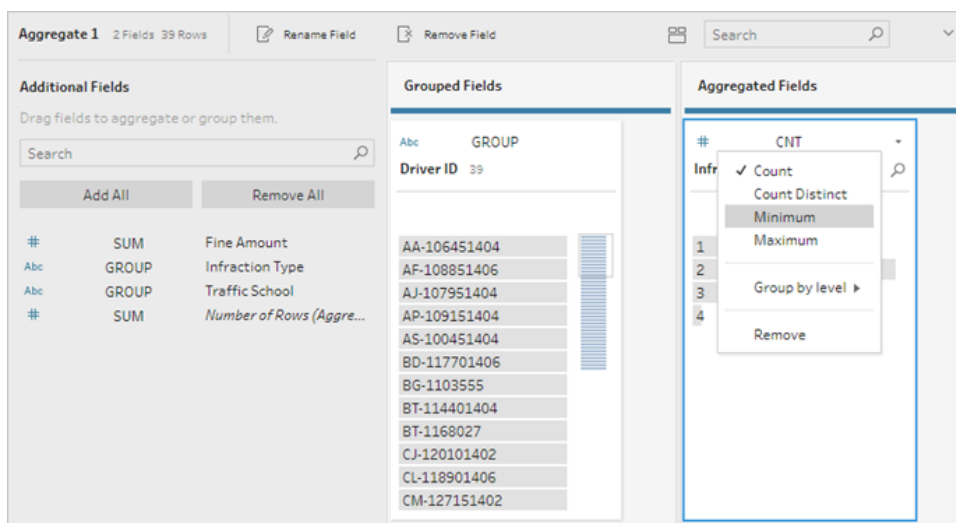 Aggregate 1 2 Fields 39 Rows Rename Field Remove Field Search
Additional Fields
Drag fields to aggregate or group them.
Search
Add All Remove All
# SUM Fine Amount
Abc GROUP Infraction Type
Abc GROUP Traffic School
# SUM Number of Rows (Aggre...
Grouped Fields
Abc GROUP
Driver ID 39
AA-106451404
AF-108851406
AJ-107951404
AP-109151404
AS-100451404
BD-117701406
BG-1103555
BT-114401404
BT-1168027
CJ-120101402
CL-118901406
CM-127151402
Aggregated Fields
# CNT
Infr
✓ Count
Count Distinct
Minimum
Maximum
Group by level
Remove
1
2
3
4